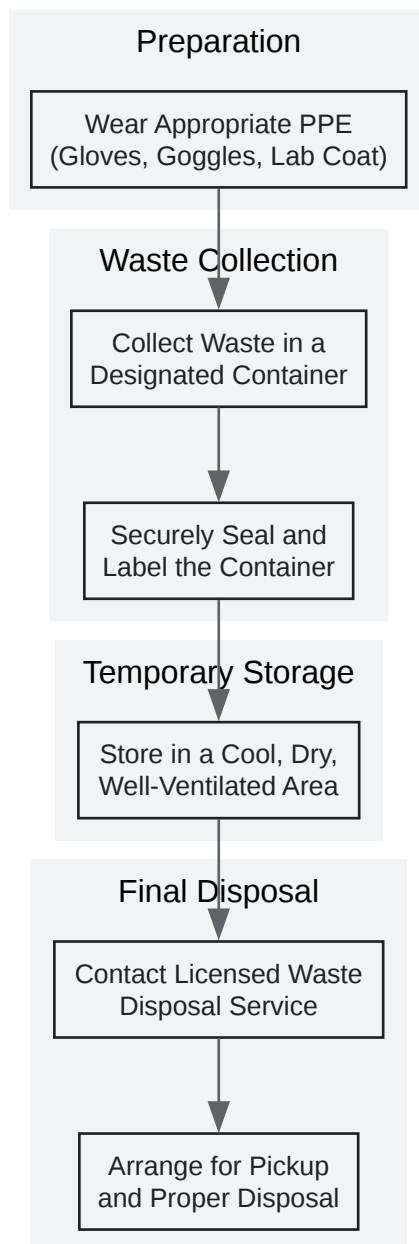 Preparation
Wear Appropriate PPE
(Gloves, Goggles, Lab Coat)
Waste Collection
Collect Waste in a
Designated Container
Securely Seal and
Label the Container
Temporary Storage
Store in a Cool, Dry,
Well-Ventilated Area
Final Disposal
Contact Licensed Waste
Disposal Service
Arrange for Pickup
and Proper Disposal